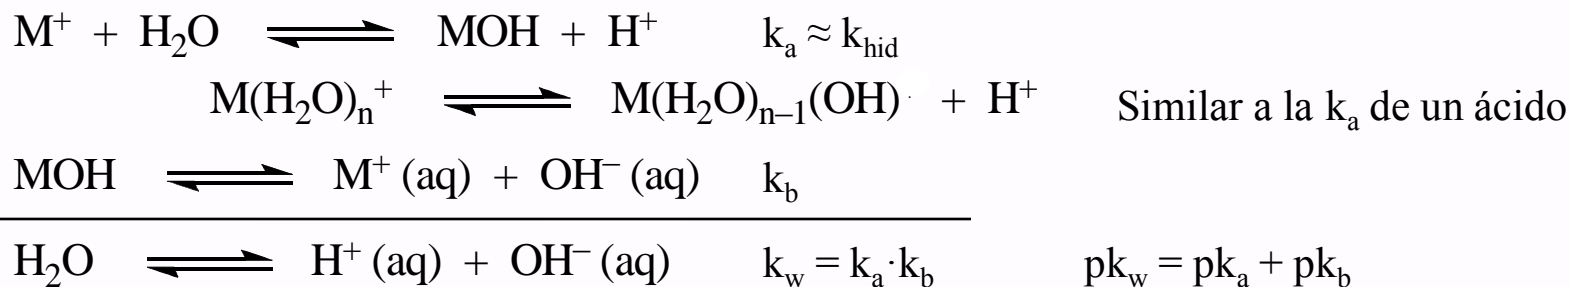 M⁺ + H₂O ⇌ MOH + H⁺ kₐ ≈ k_hid
M(H₂O)ₙ⁺ ⇌ M(H₂O)ₙ₋₁(OH) + H⁺ Similar a la kₐ de un ácido
MOH ⇌ M⁺ (aq) + OH⁻ (aq) k_b
H₂O ⇌ H⁺ (aq) + OH⁻ (aq) k_w = kₐ·k_b pk_w = pkₐ + pk_b